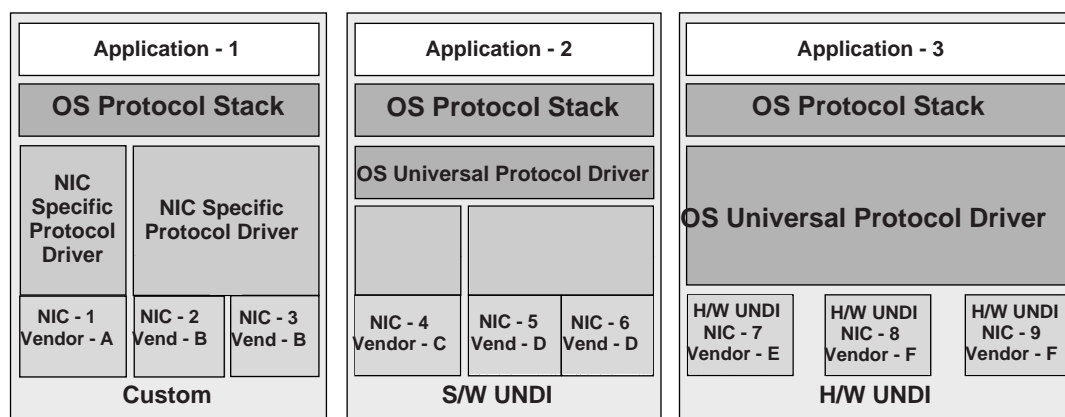 Application - 1
OS Protocol Stack
NIC
Specific
Protocol
Driver
NIC Specific
Protocol Driver
NIC - 1
Vendor - A
NIC - 2
Vend - B
NIC - 3
Vend - B
Custom
Application - 2
OS Protocol Stack
OS Universal Protocol Driver
NIC - 4
Vendor - C
NIC - 5
Vend - D
NIC - 6
Vend - D
S/W UNDI
Application - 3
OS Protocol Stack
OS Universal Protocol Driver
H/W UNDI
NIC - 7
Vendor - E
H/W UNDI
NIC - 8
Vendor - F
H/W UNDI
NIC - 9
Vendor - F
H/W UNDI